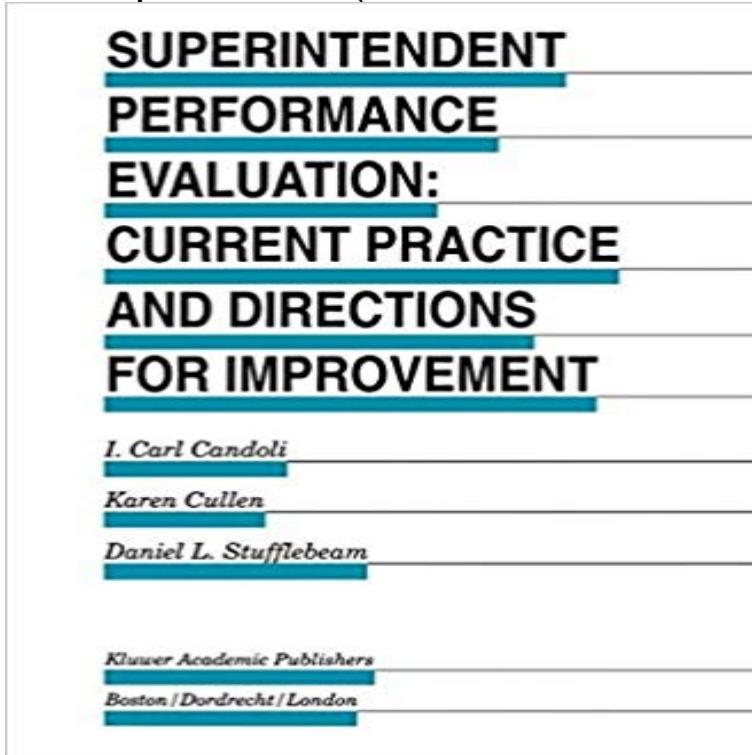 SUPERINTENDENT
PERFORMANCE
EVALUATION:
CURRENT PRACTICE
AND DIRECTIONS
FOR IMPROVEMENT
I. Carl Candoli
Karen Cullen
Daniel L. Stufflebeam
Kluwer Academic Publishers
Boston/Dordrecht/London